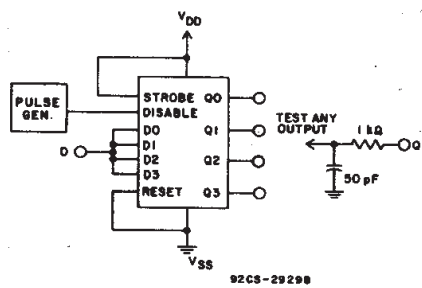 VDD
PULSE
GEN.
STROBE
DISABLE
D0
D1
D2
D3
RESET
D
Q0
Q1
Q2
Q3
TEST ANY
OUTPUT
1 kΩ
Q
50 pF
VSS
92CS-29298